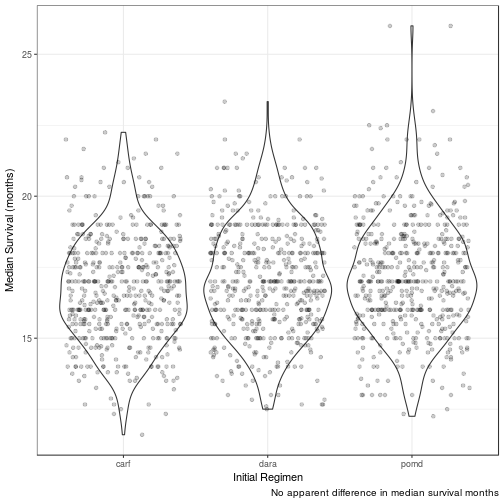 25
20
15
Median Survival (months)
carf
dara
pomd
Initial Regimen
No apparent difference in median survival months